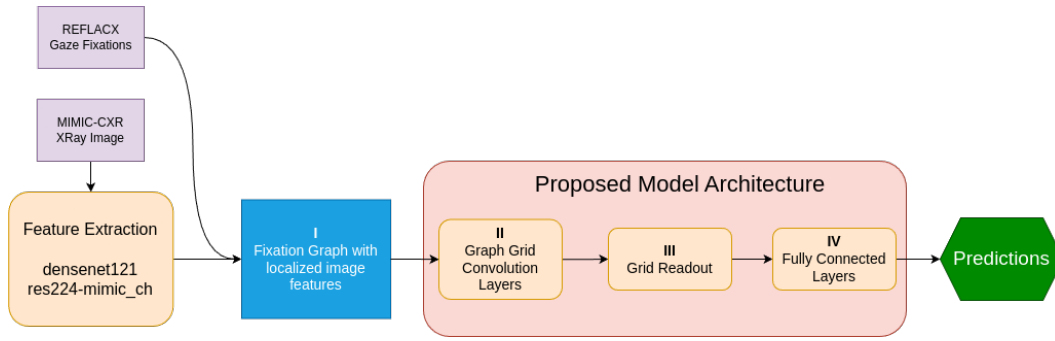 REFLACX
Gaze Fixations
MIMIC-CXR
XRay Image
Feature Extraction
densenet121
res224-mimic_ch
I
Fixation Graph with
localized image
features
Proposed Model Architecture
II
Graph Grid
Convolution
Layers
III
Grid Readout
IV
Fully Connected
Layers
Predictions